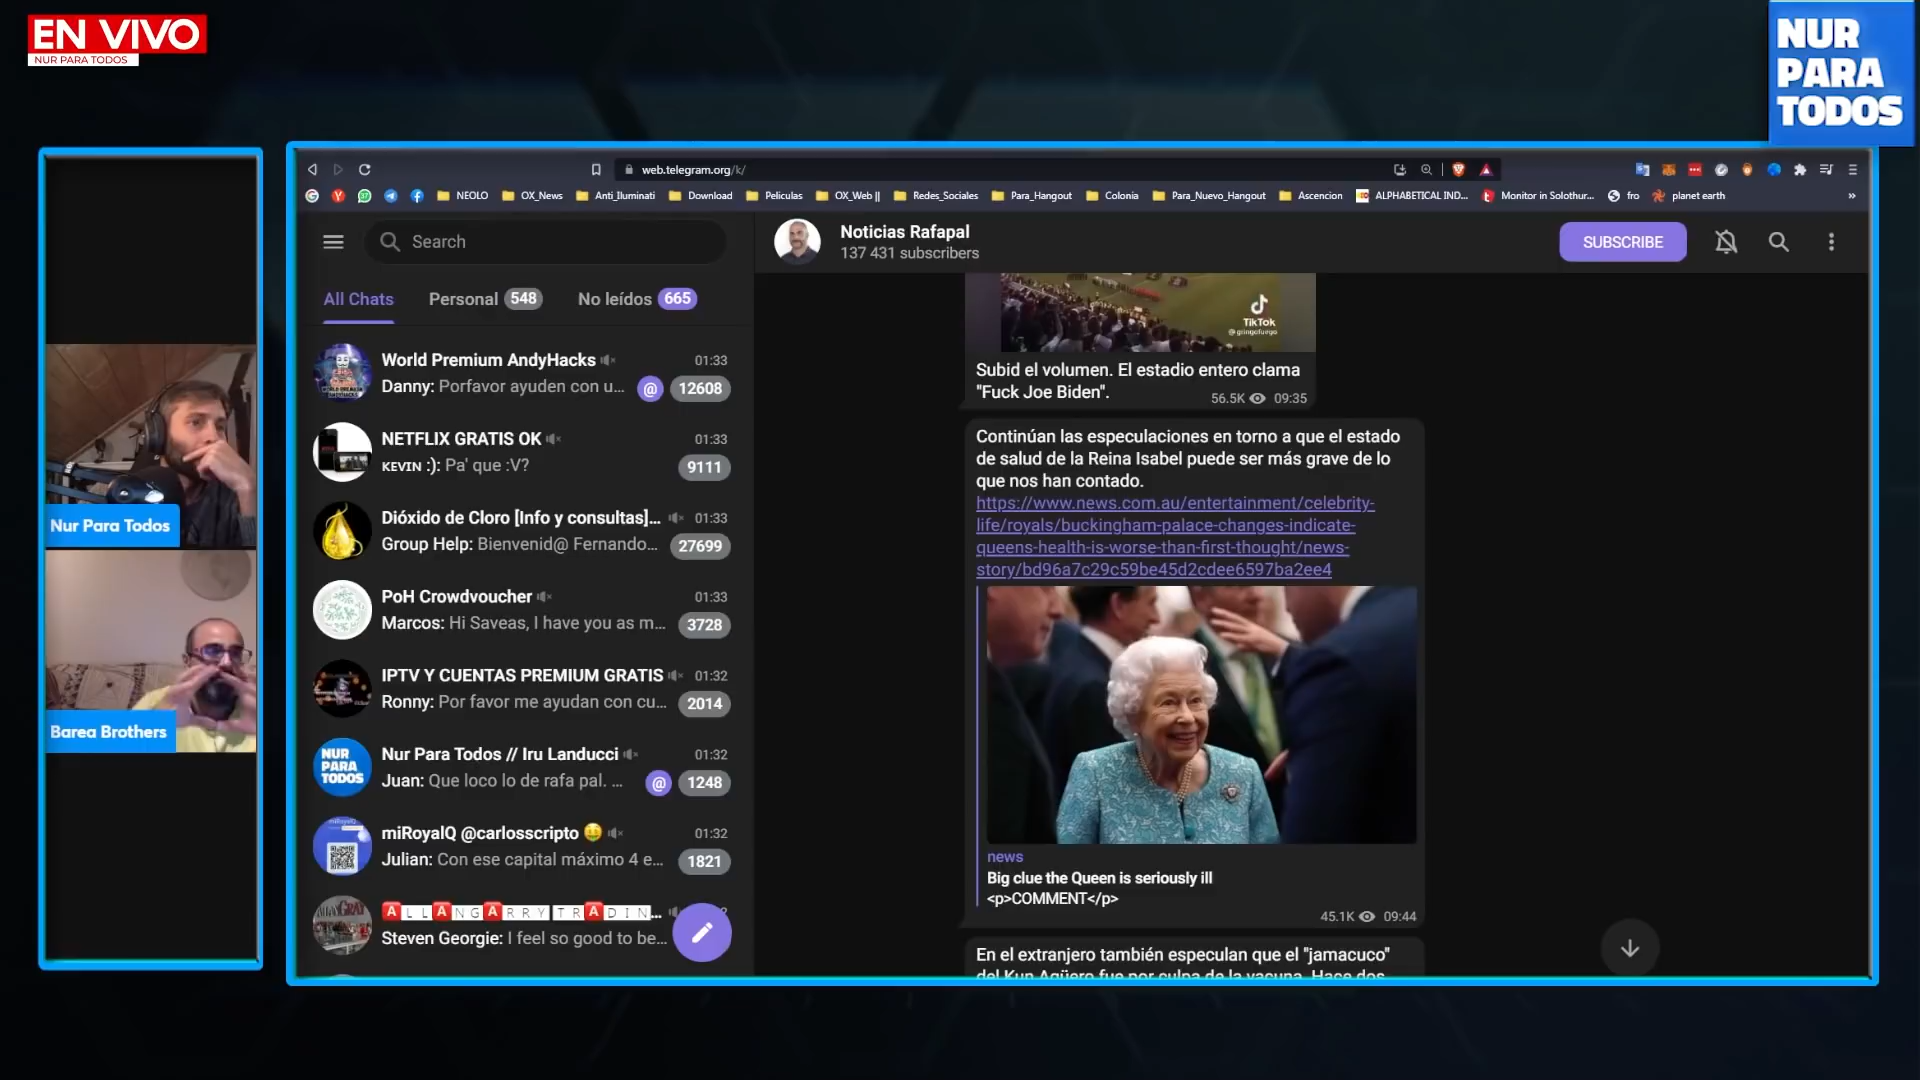 EN VIVO
NUR PARA TODOS
NUR
PARA
TODOS
web.telegram.org/k/
NEOLO
OX_News
Anti_Iluminati
Download
Peliculas
OX_Web ||
Redes_Sociales
Para_Hangout
Colonia
Para_Nuevo_Hangout
Ascencion
ALPHABETICAL IND...
Monitor in Solothur...
fro
planet earth
»
Search
All Chats
Personal 548
No leídos 665
World Premium AndyHacks 01:33
Danny: Porfavor ayuden con u... @ 12608
NETFLIX GRATIS OK 01:33
KEVIN :): Pa' que :V? 9111
Dióxido de Cloro [Info y consultas]... 01:33
Group Help: Bienvenid@ Fernando... 27699
PoH Crowdvoucher 01:33
Marcos: Hi Saveas, I have you as m... 3728
IPTV Y CUENTAS PREMIUM GRATIS 01:32
Ronny: Por favor me ayudan con cu... 2014
NUR
PARA
TODOS
Nur Para Todos // Iru Landucci 01:32
Juan: Que loco lo de rafa pal. ... @ 1248
miRoyalQ @carlosscripto 🤑 01:32
Julian: Con ese capital máximo 4 e... 1821
🅰LL🅰NG🅰RRY TR🅰DIN...
Steven Georgie: I feel so good to be...
Noticias Rafapal
137 431 subscribers
SUBSCRIBE
TikTok
@gringofuego
Subid el volumen. El estadio entero clama
"Fuck Joe Biden".
56.5K 09:35
Continúan las especulaciones en torno a que el estado
de salud de la Reina Isabel puede ser más grave de lo
que nos han contado.
https://www.news.com.au/entertainment/celebrity-
life/royals/buckingham-palace-changes-indicate-
queens-health-is-worse-than-first-thought/news-
story/bd96a7c29c59be45d2cdee6597ba2ee4
news
Big clue the Queen is seriously ill
<p>COMMENT</p>
45.1K 09:44
En el extranjero también especulan que el "jamacuco"
del Kun Agüero fue por culpa de la vacuna. Hace dos
Nur Para Todos
Barea Brothers